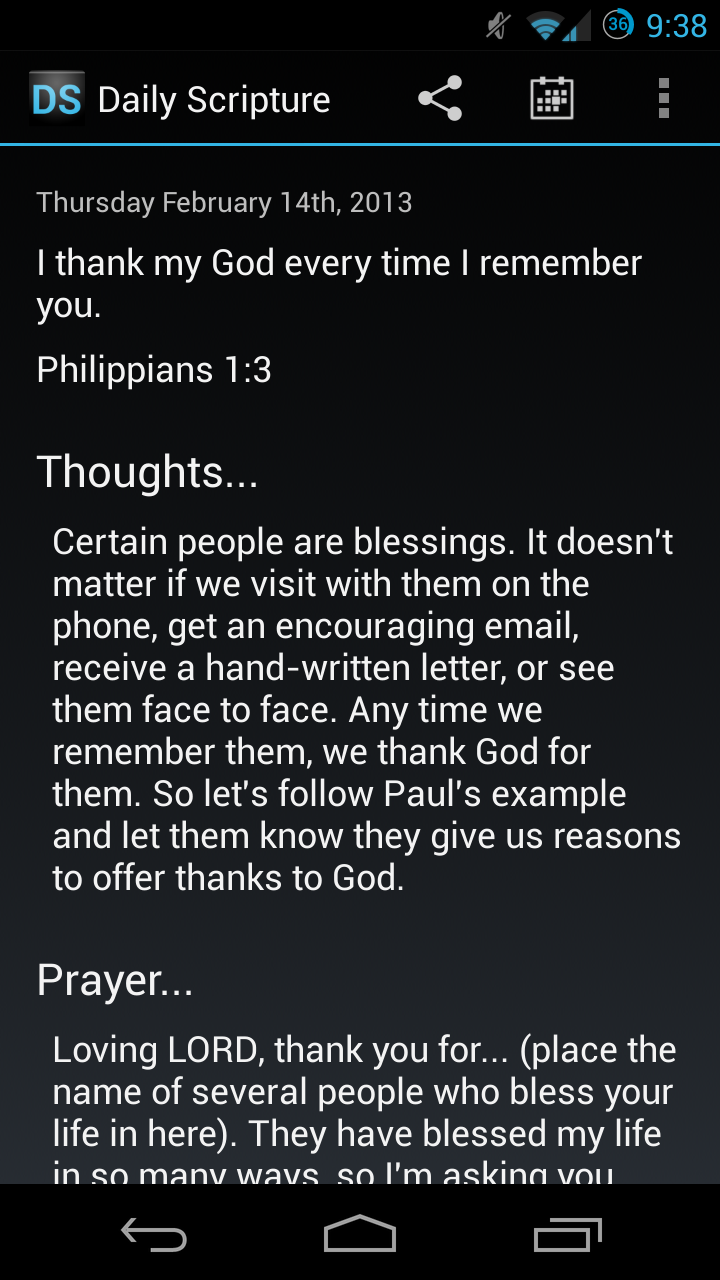 36 9:38
DS Daily Scripture
Thursday February 14th, 2013
I thank my God every time I remember
you.
Philippians 1:3
Thoughts...
Certain people are blessings. It doesn't
matter if we visit with them on the
phone, get an encouraging email,
receive a hand-written letter, or see
them face to face. Any time we
remember them, we thank God for
them. So let's follow Paul's example
and let them know they give us reasons
to offer thanks to God.
Prayer...
Loving LORD, thank you for... (place the
name of several people who bless your
life in here). They have blessed my life
in so many ways, so I'm asking you